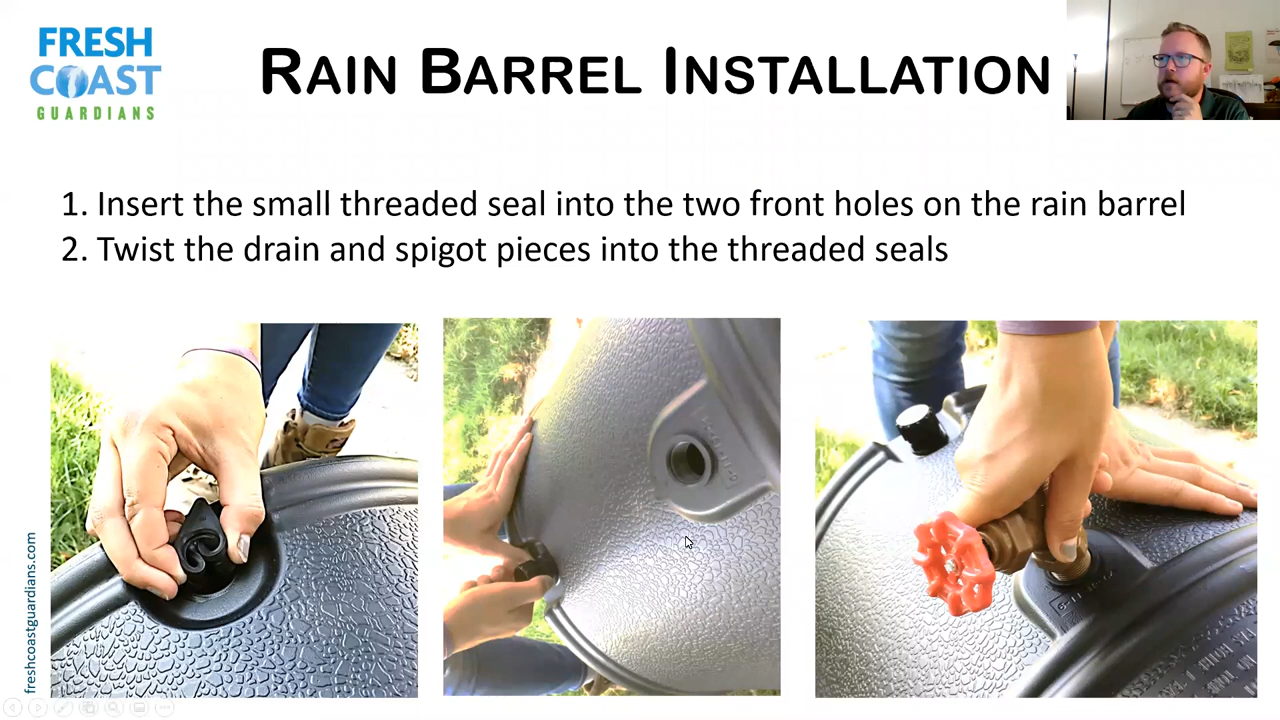 FRESH
COAST
GUARDIANS
RAIN BARREL INSTALLATION
1. Insert the small threaded seal into the two front holes on the rain barrel
2. Twist the drain and spigot pieces into the threaded seals
freshcoastguardians.com